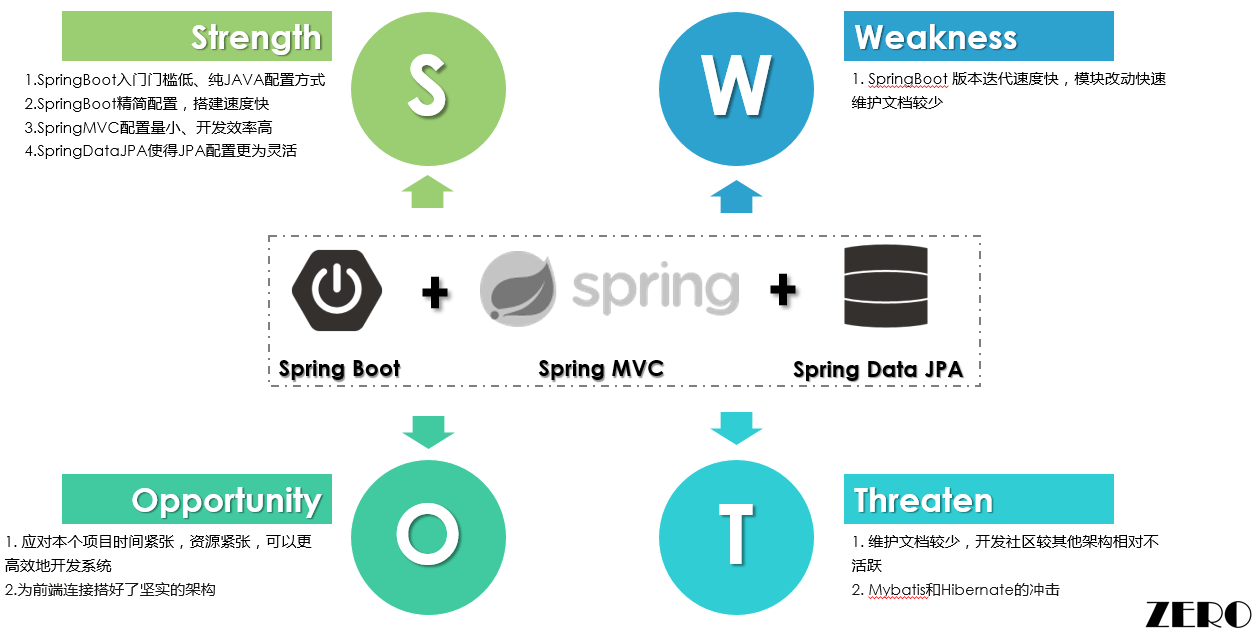 Strength
S
1.SpringBoot入门门槛低、纯JAVA配置方式
2.SpringBoot精简配置，搭建速度快
3.SpringMVC配置量小、开发效率高
4.SpringDataJPA使得JPA配置更为灵活
W
Weakness
1. SpringBoot 版本迭代速度快，模块改动快速
维护文档较少
+
spring
+
Spring Boot
Spring MVC
Spring Data JPA
Opportunity
O
1. 应对本个项目时间紧张，资源紧张，可以更
高效地开发系统
2.为前端连接搭好了坚实的架构
T
Threaten
1. 维护文档较少，开发社区较其他架构相对不
活跃
2. Mybatis和Hibernate的冲击
ZERO